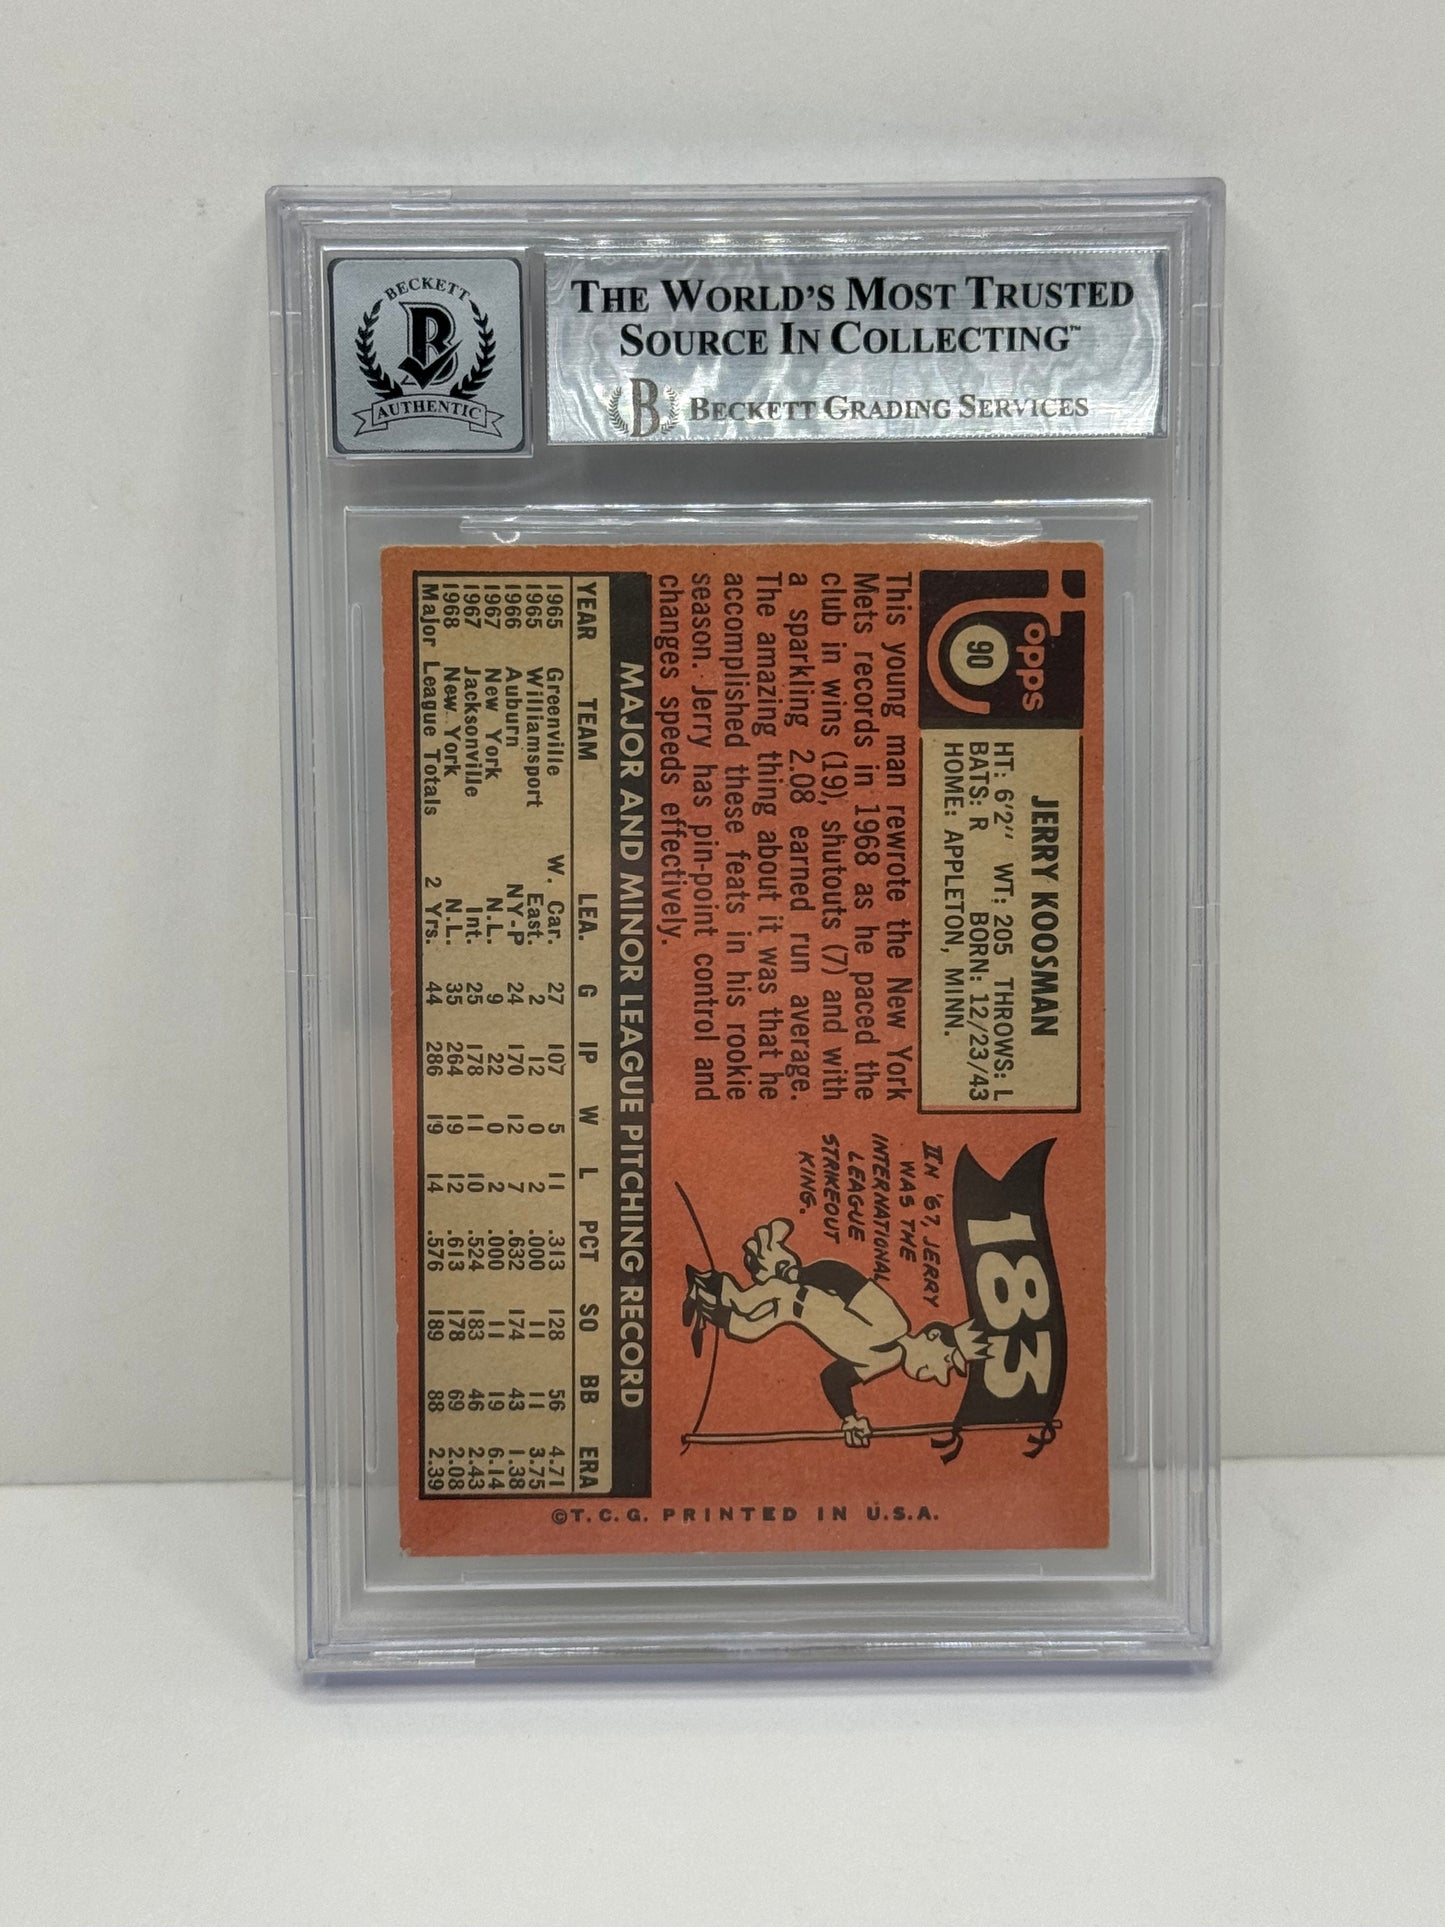 BECKETT
B
AUTHENTIC
THE WORLD'S MOST TRUSTED
SOURCE IN COLLECTING™
B BECKETT GRADING SERVICES
Topps
90
JERRY KOOSMAN
HT: 6'2" WT: 205 THROWS: L
BATS: R BORN: 12/23/43
HOME: APPLETON, MINN.
This young man rewrote the New York
Mets records in 1968 as he paced the
club in wins (19), shutouts (7) and with
a sparkling 2.08 earned run average.
The amazing thing about it was that he
accomplished these feats in his rookie
season. Jerry has pin-point control and
changes speeds effectively.
183
IN '67, JERRY
WAS THE
INTERNATIONAL
LEAGUE
STRIKEOUT
KING.
MAJOR AND MINOR LEAGUE PITCHING RECORD
YEAR TEAM LEA. G IP W L PCT SO BB ERA
1965 Greenville W. Car. 27 107 5 11 .313 128 56 4.71
1965 Williamsport East. 2 12 0 2 .000 11 11 3.75
1966 Auburn NY-P 24 170 12 7 .632 174 43 1.38
1967 New York N.L. 9 22 0 2 .000 11 19 6.14
1967 Jacksonville Int. 25 178 11 10 .524 183 46 2.43
1968 New York N.L. 35 264 19 12 .613 178 69 2.08
Major League Totals 2 Yrs. 44 286 19 14 .576 189 88 2.39
©T.C.G. PRINTED IN U.S.A.